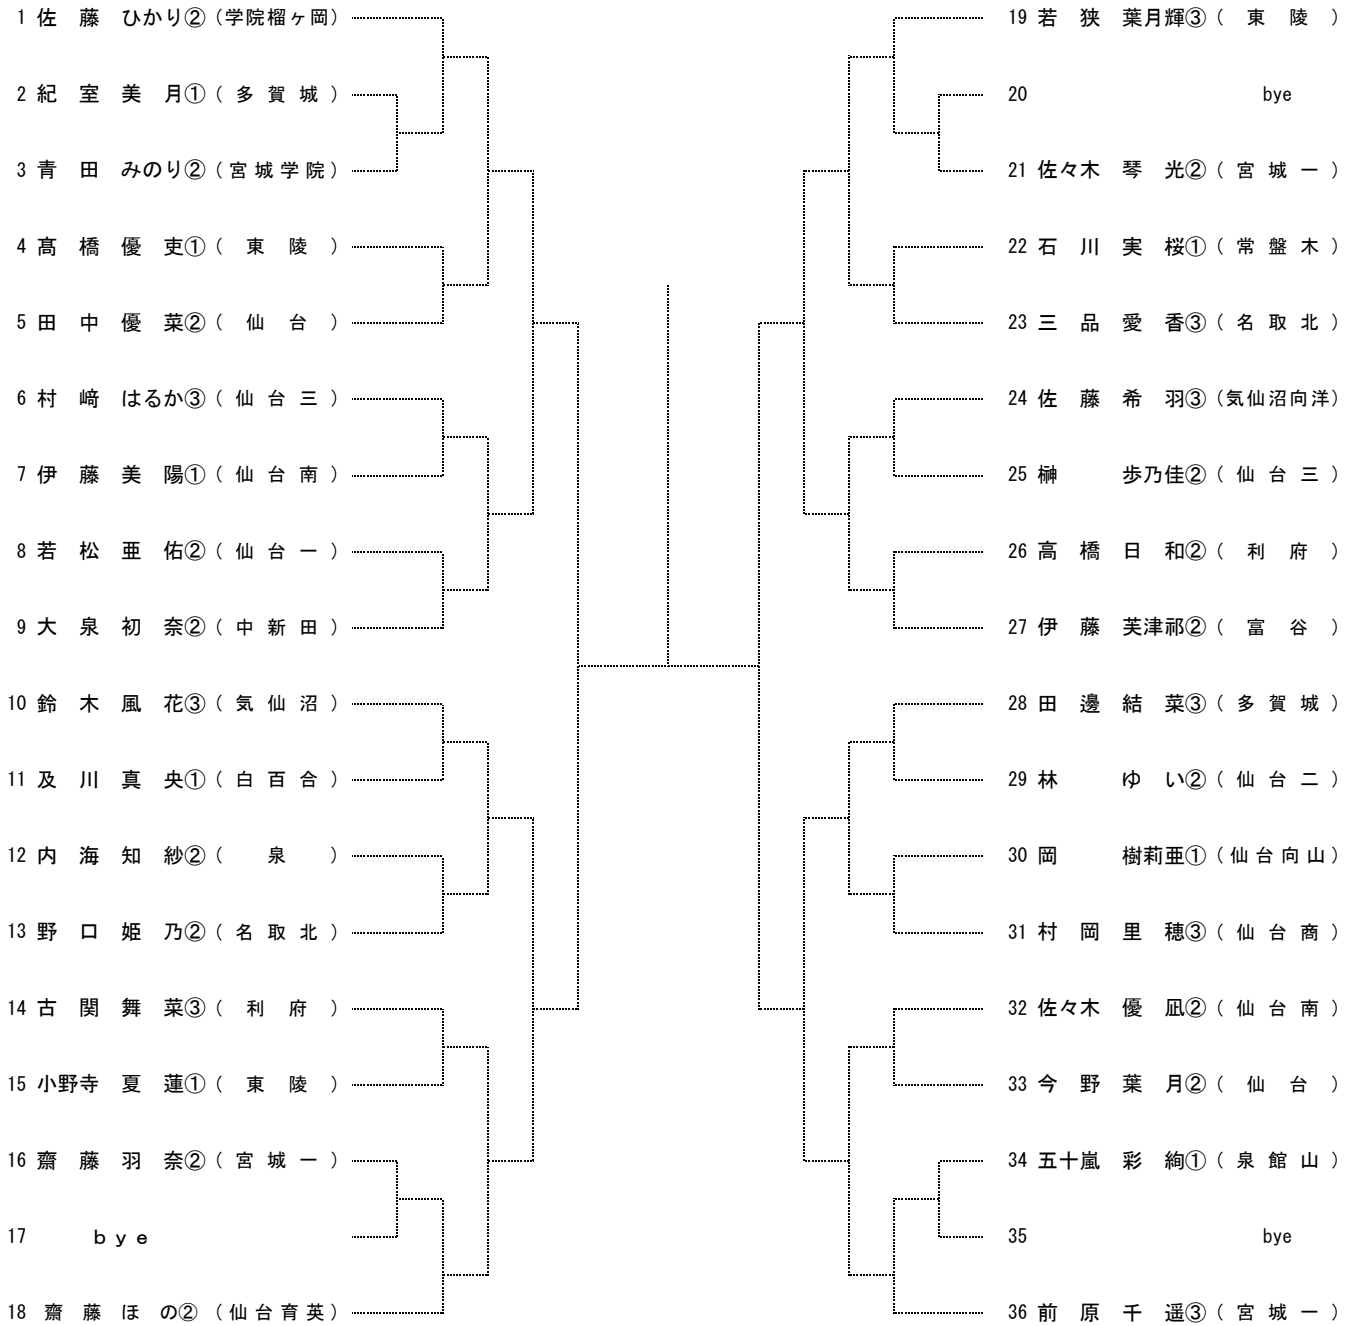 1 佐 藤 ひかり② (学院榴ヶ岡)
2 紀 室 美 月① ( 多 賀 城 )
3 青 田 みのり② ( 宮 城 学 院 )
4 髙 橋 優 吏① ( 東 陵 )
5 田 中 優 菜② ( 仙 台 )
6 村 﨑 はるか③ ( 仙 台 三 )
7 伊 藤 美 陽① ( 仙 台 南 )
8 若 松 亜 佑② ( 仙 台 一 )
9 大 泉 初 奈② ( 中 新 田 )
10 鈴 木 風 花③ ( 気 仙 沼 )
11 及 川 真 央① ( 白 百 合 )
12 内 海 知 紗② ( 泉 )
13 野 口 姫 乃② ( 名 取 北 )
14 古 関 舞 菜③ ( 利 府 )
15 小野寺 夏 蓮① ( 東 陵 )
16 齋 藤 羽 奈② ( 宮 城 一 )
17 ｂｙｅ
18 齋 藤 ほ の② ( 仙 台 育 英 )
19 若 狭 葉月輝③ ( 東 陵 )
20 bye
21 佐々木 琴 光② ( 宮 城 一 )
22 石 川 実 桜① ( 常 盤 木 )
23 三 品 愛 香③ ( 名 取 北 )
24 佐 藤 希 羽③ (気仙沼向洋)
25 榊 歩乃佳② ( 仙 台 三 )
26 高 橋 日 和② ( 利 府 )
27 伊 藤 芙津祁② ( 富 谷 )
28 田 邊 結 菜③ ( 多 賀 城 )
29 林 ゆ い② ( 仙 台 二 )
30 岡 樹莉亜① ( 仙 台 向 山 )
31 村 岡 里 穂③ ( 仙 台 商 )
32 佐々木 優 凪② ( 仙 台 南 )
33 今 野 葉 月② ( 仙 台 )
34 五十嵐 彩 絢① ( 泉 館 山 )
35 bye
36 前 原 千 遥③ ( 宮 城 一 )